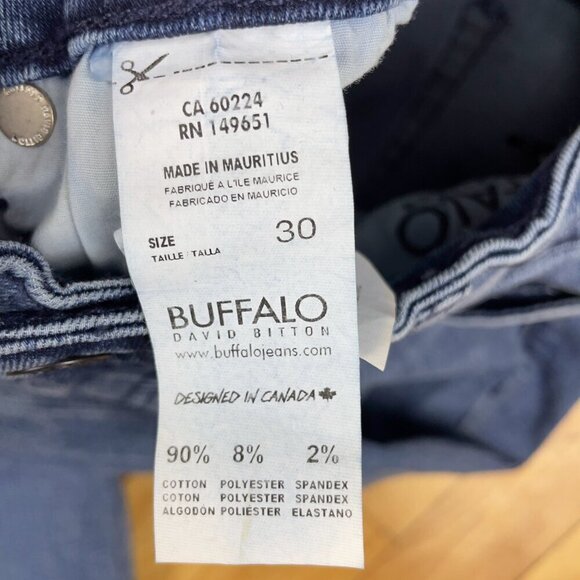 CA 60224
RN 149651
MADE IN MAURITIUS
FABRIQUÉ A L'ILE MAURICE
FABRICADO EN MAURICIO
SIZE 30
TAILLE / TALLA
BUFFALO
DAVID BITTON
www.buffalojeans.com
DESIGNED IN CANADA
90% 8% 2%
COTTON POLYESTER SPANDEX
COTON POLYESTER SPANDEX
ALGODÓN POLIÉSTER ELASTANO